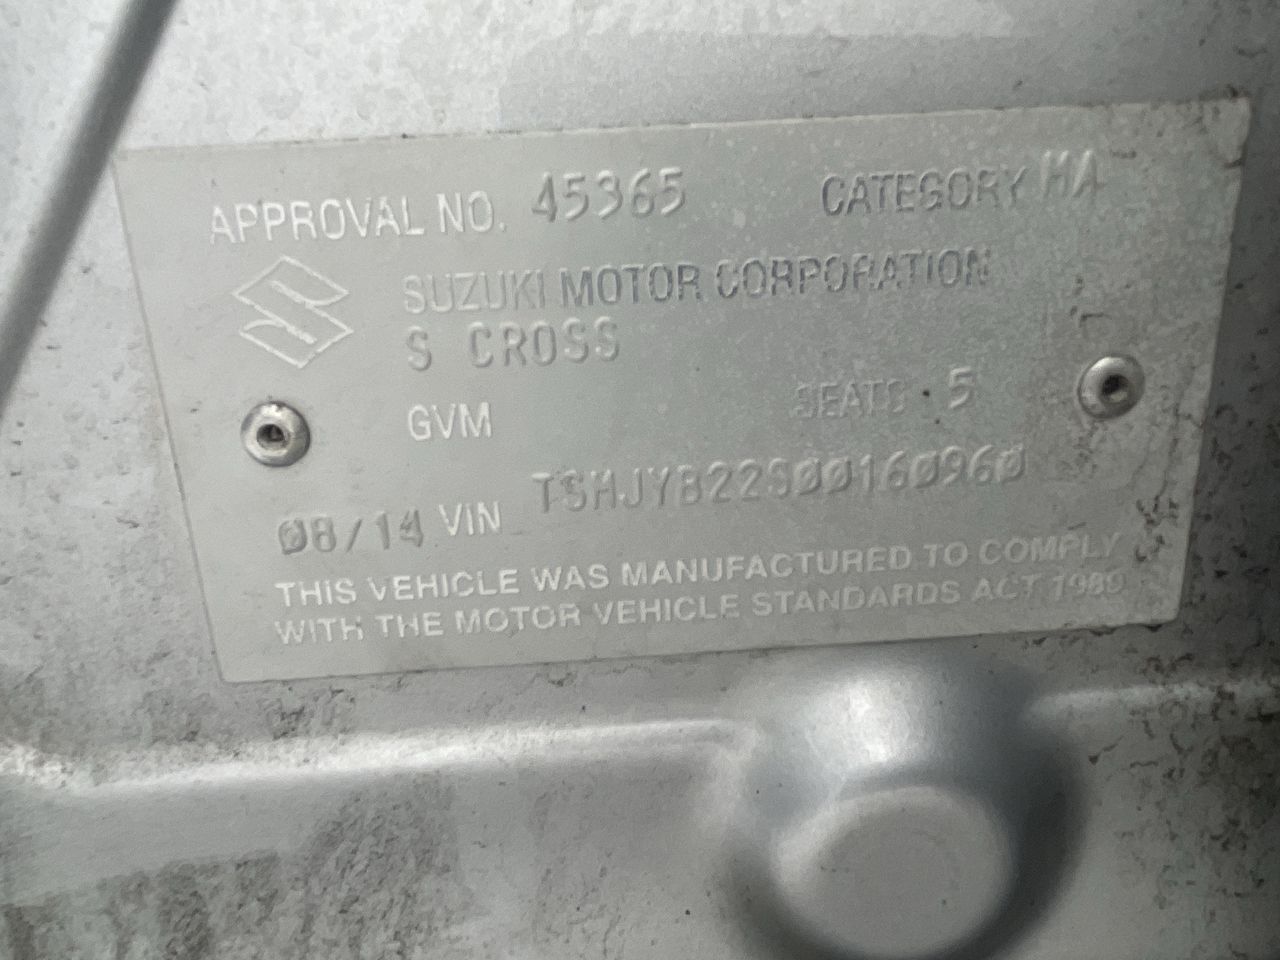 APPROVAL NO. 45365 CATEGORY MA
SUZUKI MOTOR CORPORATION
S CROSS
GVM SEATS 5
08/14 VIN TSMJYB22S00160960
THIS VEHICLE WAS MANUFACTURED TO COMPLY
WITH THE MOTOR VEHICLE STANDARDS ACT 1989